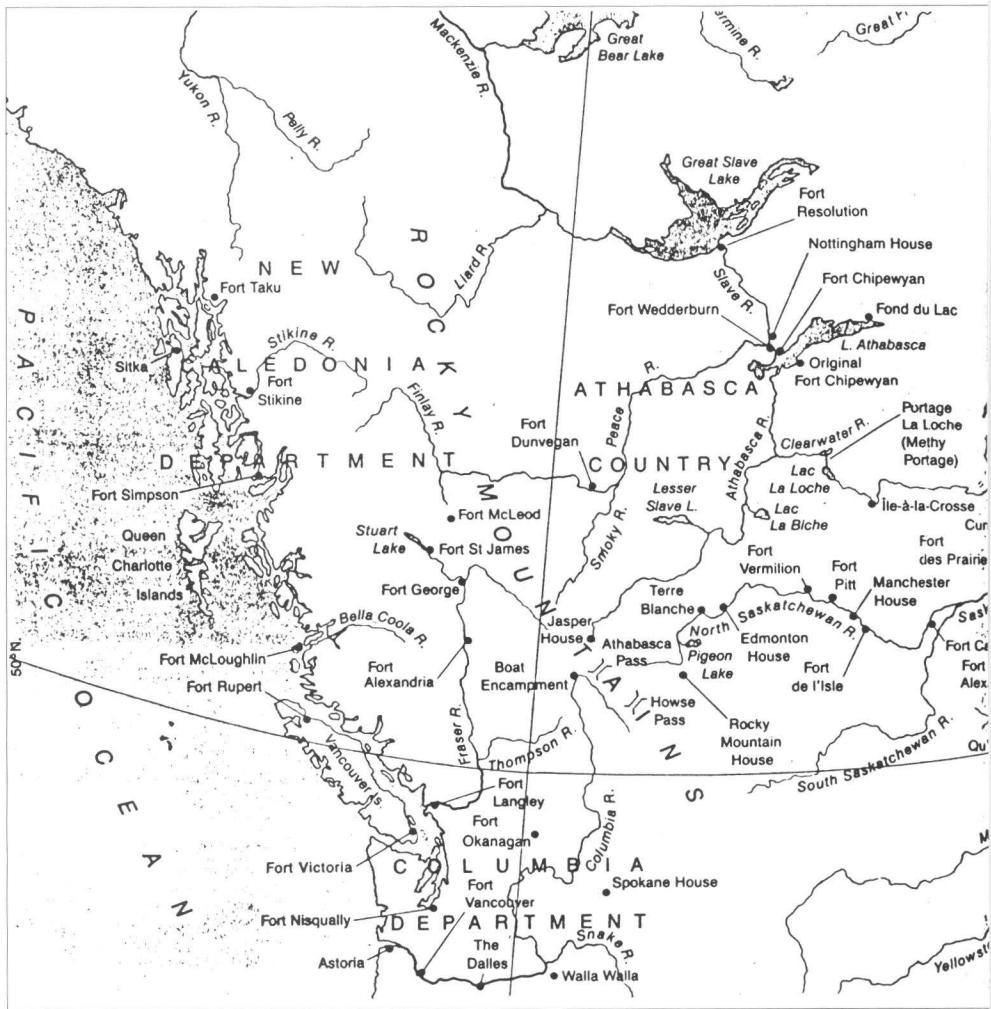 Great
Bear Lake
Mackenzie R.
Yukon R.
Pelly R.
Great Slave
Lake
Fort
Resolution
Nottingham House
Fort Chipewyan
Slave R.
Fort Wedderburn
Fond du Lac
L. Athabasca
Original
Fort Chipewyan
Liard R.
NEW
CALEDONIA
DEPARTMENT
ROCKY
MOUNTAINS
Fort Taku
Sitka
Stikine R.
Fort
Stikine
Finlay R.
ATHABASCA
COUNTRY
Peace
R.
Fort
Dunvegan
Athabasca R.
Clearwater R.
Portage
La Loche
(Methy
Portage)
Lac
La Loche
Île-à-la-Crosse
Lesser
Slave L.
Lac
La Biche
Fort Simpson
Fort McLeod
Smoky R.
Queen
Charlotte
Islands
Stuart
Lake
Fort St James
Fort George
Fort
des Prairie
Fort
Vermilion
Fort
Pitt
Manchester
House
Terre
Blanche
North Saskatchewan R.
Edmonton
House
Jasper
House
Athabasca
Pass
Pigeon
Lake
Fort
de l'Isle
Bella Coola R.
Fort McLoughlin
Fort
Alexandria
Boat
Encampment
Howse
Pass
Rocky
Mountain
House
50°N
PACIFIC
OCEAN
Fort Rupert
Vancouver Is.
Fraser R.
Thompson R.
South Saskatchewan R.
Fort
Langley
Fort
Okanagan
Columbia R.
Fort Victoria
COLUMBIA
DEPARTMENT
Fort
Vancouver
Spokane House
Fort Nisqually
Astoria
The
Dalles
Snake R.
Walla Walla